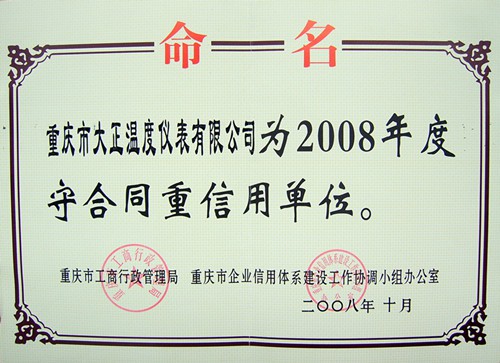 命名
重庆市大正温度仪表有限公司为2008年度
守合同重信用单位。
重庆市工商行政管理局 重庆市企业信用体系建设工作协调小组办公室
二〇〇八年十月